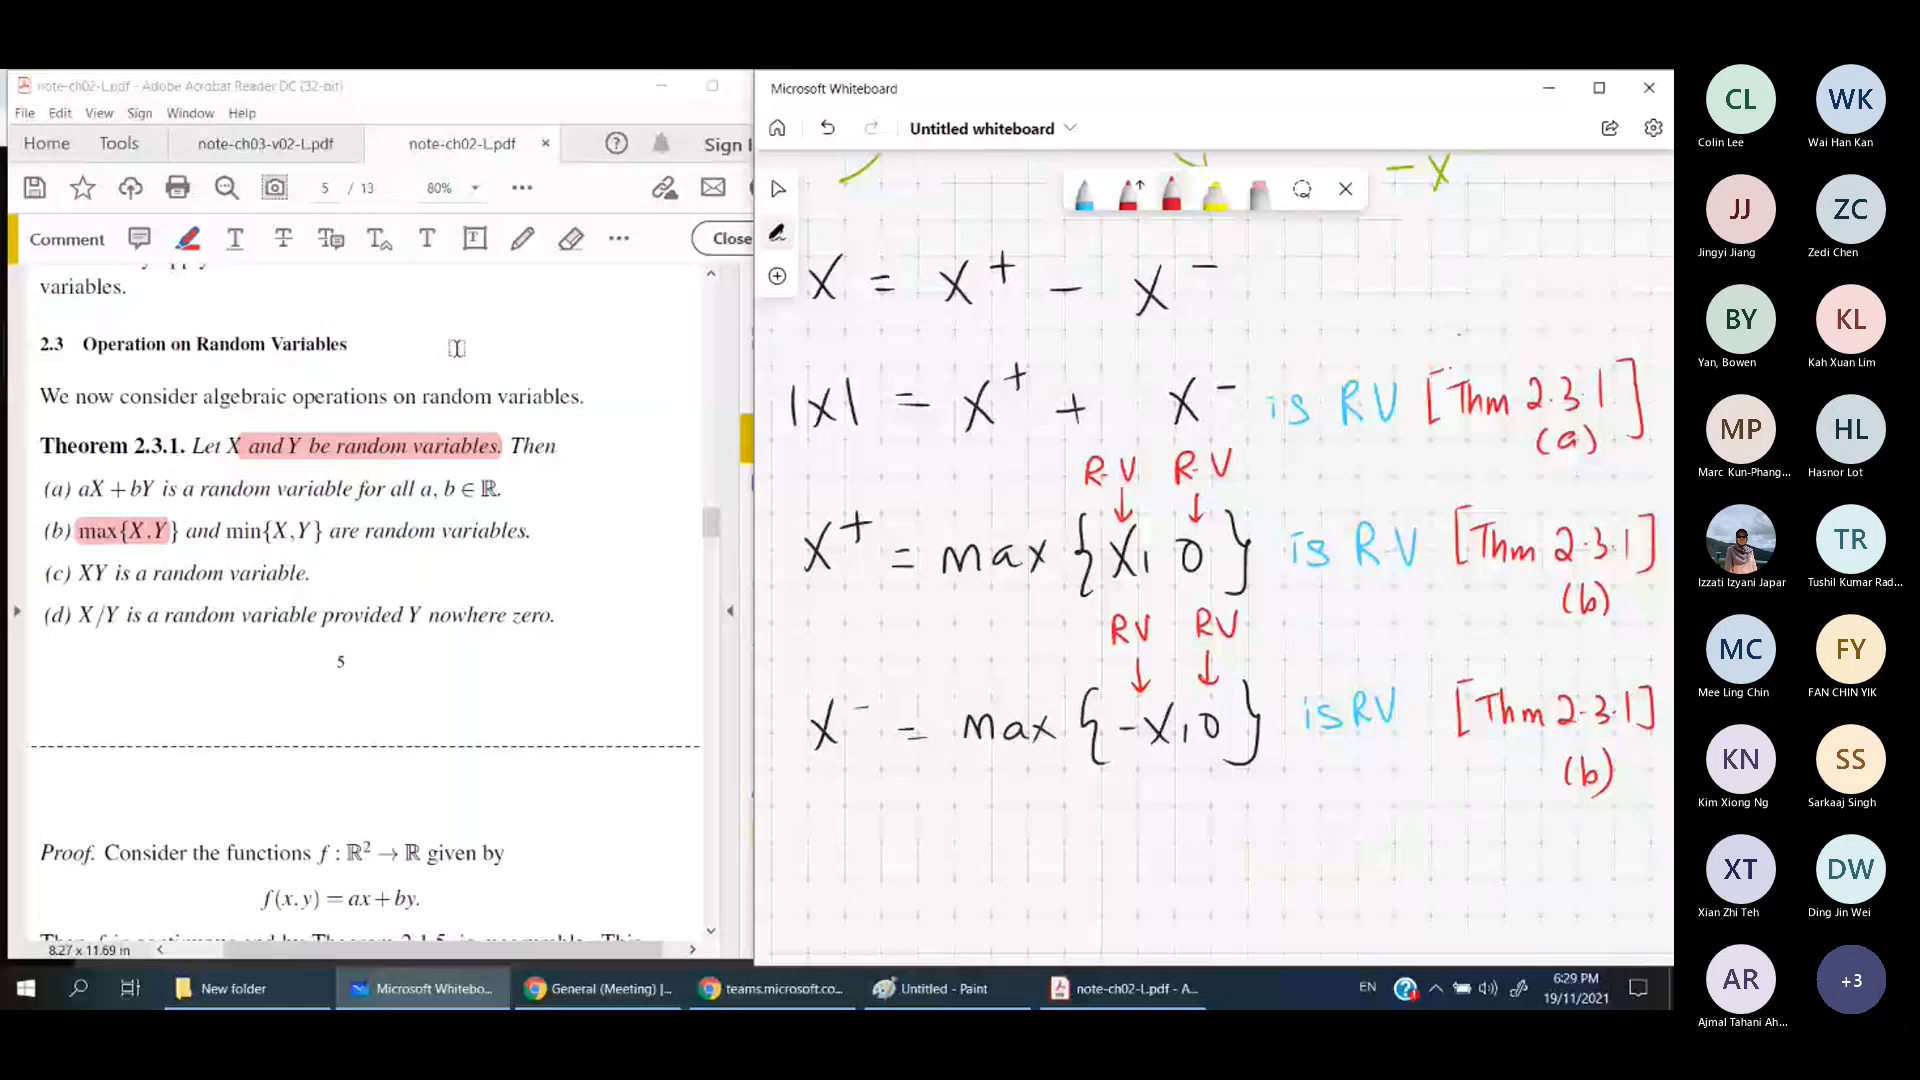 note-ch02-L.pdf - Adobe Acrobat Reader DC (32-bit)
File Edit View Sign Window Help
Home Tools note-ch03-v02-L.pdf note-ch02-L.pdf × Sign I
5 / 13 80%
Comment Close
variables.
2.3 Operation on Random Variables
We now consider algebraic operations on random variables.
Theorem 2.3.1. Let X and Y be random variables. Then
(a) aX + bY is a random variable for all a, b ∈ ℝ.
(b) max{X,Y} and min{X,Y} are random variables.
(c) XY is a random variable.
(d) X/Y is a random variable provided Y nowhere zero.
5
Proof. Consider the functions f : ℝ² → ℝ given by
f(x,y) = ax + by.
8.27 x 11.69 in
Microsoft Whiteboard
Untitled whiteboard
- X
X = X⁺ - X⁻
|X| = X⁺ + X⁻ is RV [Thm 2.3.1]
(a)
R.V R.V
↓ ↓
X⁺ = max {X, 0} is R.V [Thm 2.3.1]
(b)
RV RV
↓ ↓
X⁻ = max {-X, 0} is RV [Thm 2.3.1]
(b)
CL WK
Colin Lee Wai Han Kan
JJ ZC
Jingyi Jiang Zedi Chen
BY KL
Yan, Bowen Kah Xuan Lim
MP HL
Marc Kun-Phang... Hasnor Lot
TR
Izzati Izyani Japar Tushil Kumar Rad...
MC FY
Mee Ling Chin FAN CHIN YIK
KN SS
Kim Xiong Ng Sarkaaj Singh
XT DW
Xian Zhi Teh Ding Jin Wei
AR +3
Ajmal Tahani Ah...
New folder Microsoft Whitebo... General (Meeting) |... teams.microsoft.co... Untitled - Paint note-ch02-L.pdf - A...
EN 6:29 PM
19/11/2021